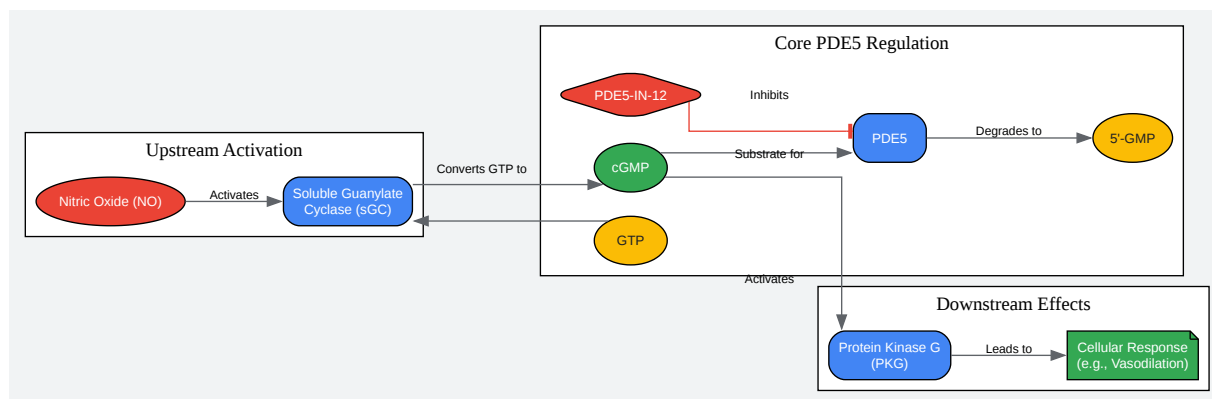 Core PDE5 Regulation
PDE5-IN-12
Inhibits
PDE5
Degrades to
5'-GMP
Substrate for
cGMP
GTP
Upstream Activation
Nitric Oxide (NO)
Activates
Soluble Guanylate
Cyclase (sGC)
Converts GTP to
Activates
Downstream Effects
Protein Kinase G
(PKG)
Leads to
Cellular Response
(e.g., Vasodilation)